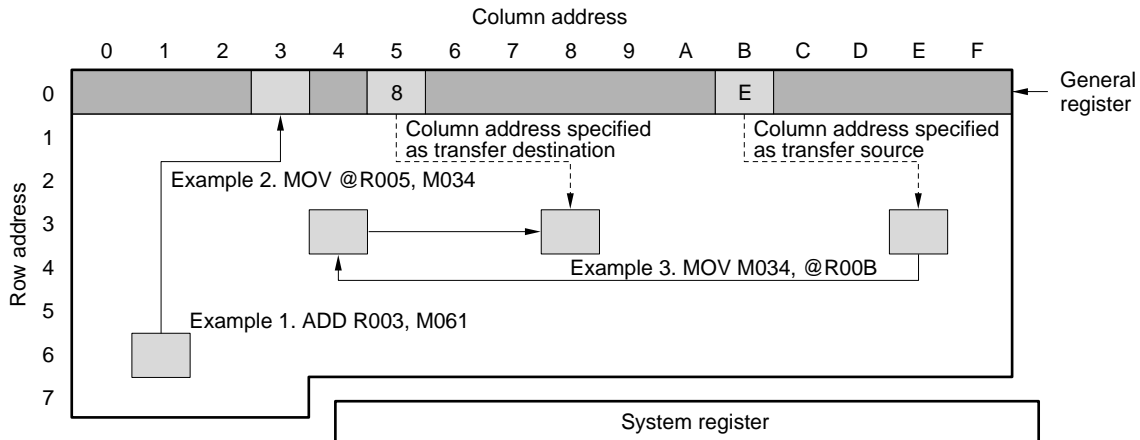 Column address
0 1 2 3 4 5 6 7 8 9 A B C D E F
Row address
0
8
E
General
register
1
Column address specified
as transfer destination
Column address specified
as transfer source
2
Example 2. MOV @R005, M034
3
4
Example 3. MOV M034, @R00B
5
Example 1. ADD R003, M061
6
7
System register